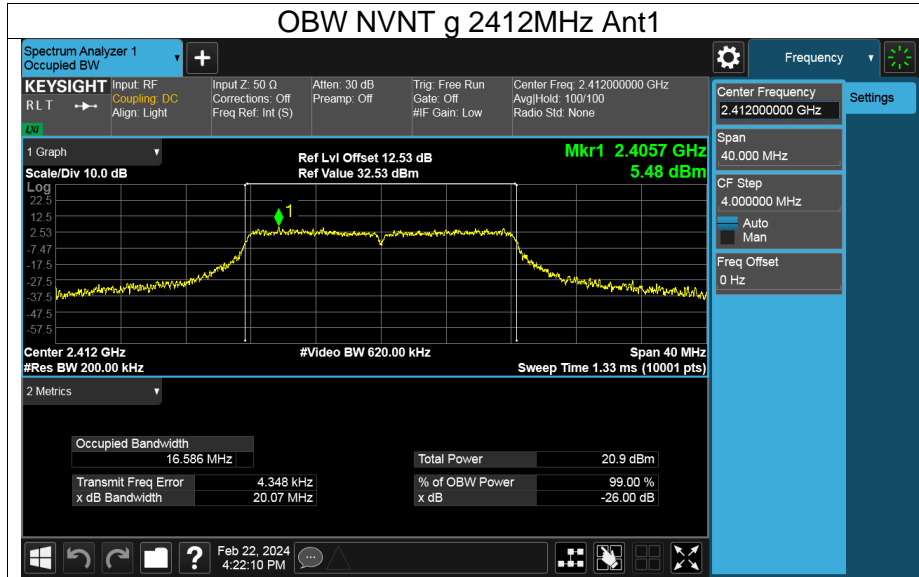 OBW NVNT g 2412MHz Ant1
Spectrum Analyzer 1
Occupied BW
+
Frequency
KEYSIGHT
R L T
LXI
Input: RF
Coupling: DC
Align: Light
Input Z: 50 Ω
Corrections: Off
Freq Ref: Int (S)
Atten: 30 dB
Preamp: Off
Trig: Free Run
Gate: Off
#IF Gain: Low
Center Freq: 2.412000000 GHz
Avg|Hold: 100/100
Radio Std: None
Center Frequency
2.412000000 GHz
Settings
Span
40.000 MHz
CF Step
4.000000 MHz
Auto
Man
Freq Offset
0 Hz
1 Graph
Scale/Div 10.0 dB
Ref Lvl Offset 12.53 dB
Ref Value 32.53 dBm
Mkr1 2.4057 GHz
5.48 dBm
Log
22.5
12.5
2.53
-7.47
-17.5
-27.5
-37.5
-47.5
-57.5
1
Center 2.412 GHz
#Video BW 620.00 kHz
Span 40 MHz
#Res BW 200.00 kHz
Sweep Time 1.33 ms (10001 pts)
2 Metrics
Occupied Bandwidth
16.586 MHz
Total Power 20.9 dBm
Transmit Freq Error 4.348 kHz
% of OBW Power 99.00 %
x dB Bandwidth 20.07 MHz
x dB -26.00 dB
?
Feb 22, 2024
4:22:10 PM